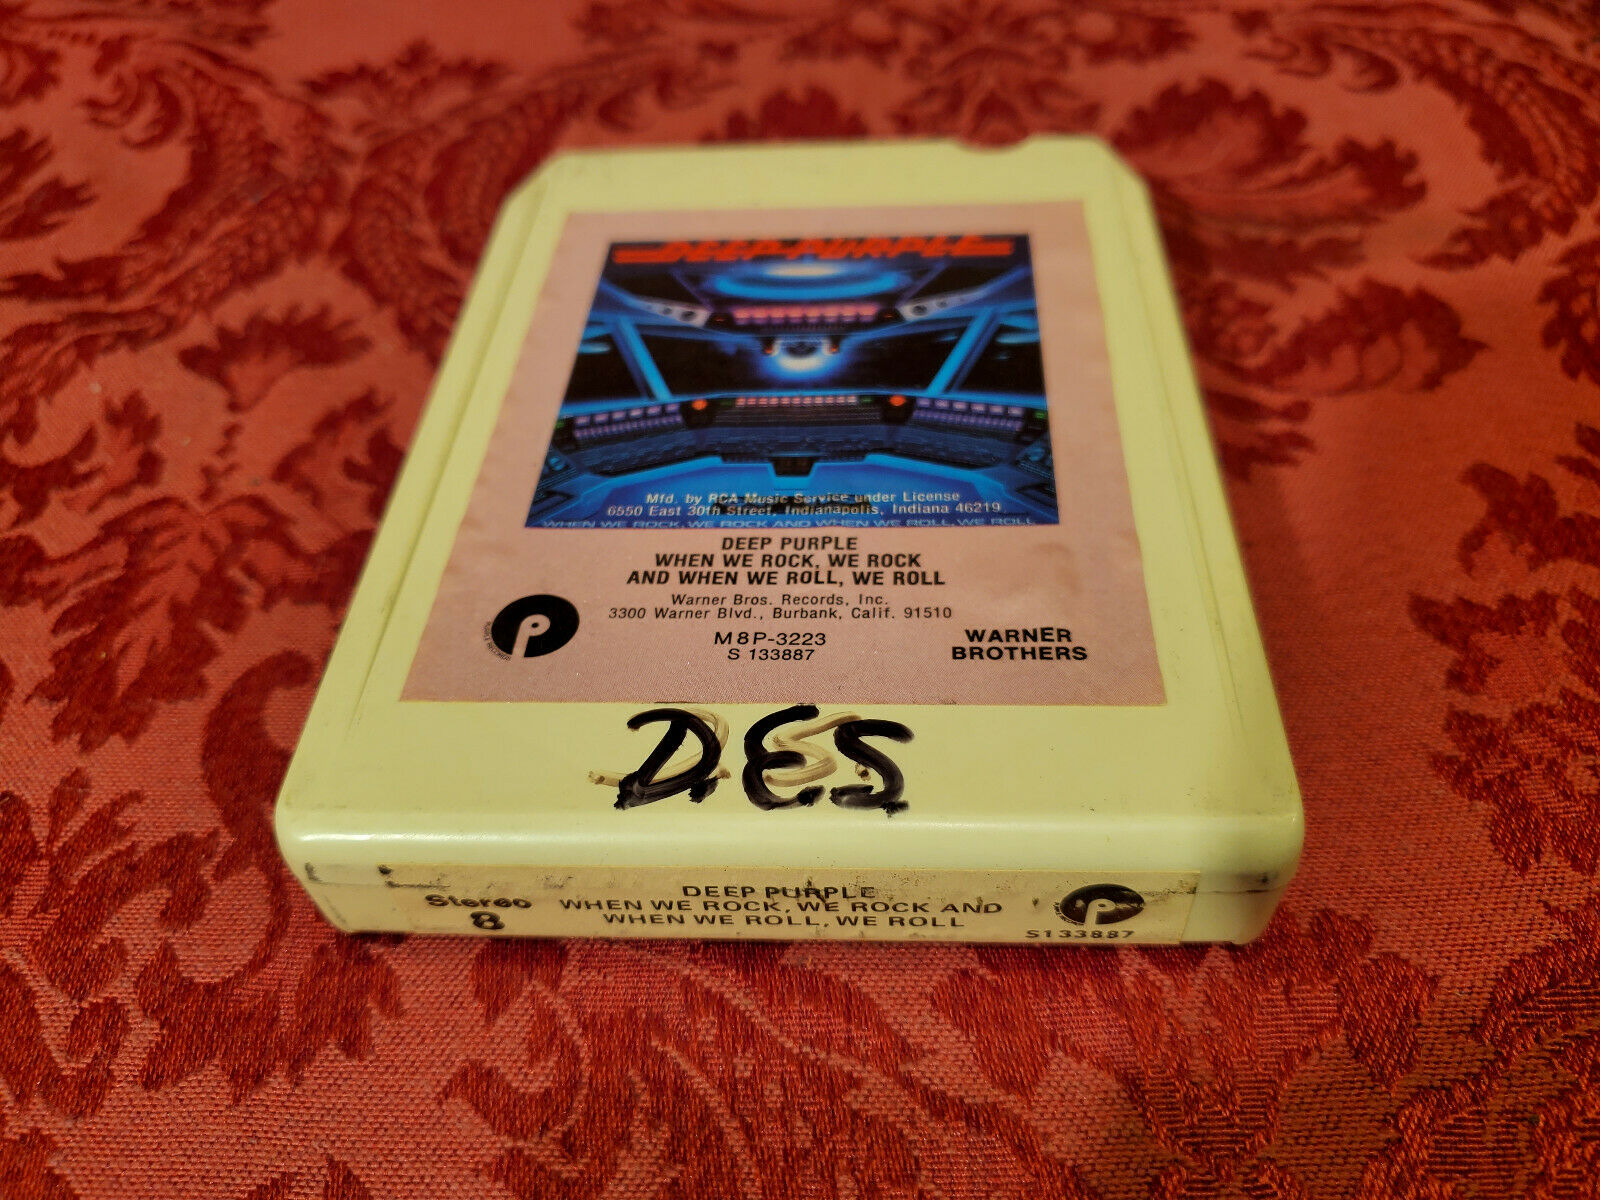 DEEP PURPLE
Mfd. by RCA Music Service under License
6550 East 30th Street, Indianapolis, Indiana 46219
WHEN WE ROCK, WE ROCK AND WHEN WE ROLL, WE ROLL
DEEP PURPLE
WHEN WE ROCK, WE ROCK
AND WHEN WE ROLL, WE ROLL
Warner Bros. Records, Inc.
3300 Warner Blvd., Burbank, Calif. 91510
M8P-3223
S 133887
P
WARNER
BROTHERS
D.E.S
Stereo
8
DEEP PURPLE
WHEN WE ROCK, WE ROCK AND
WHEN WE ROLL, WE ROLL
P
S133887